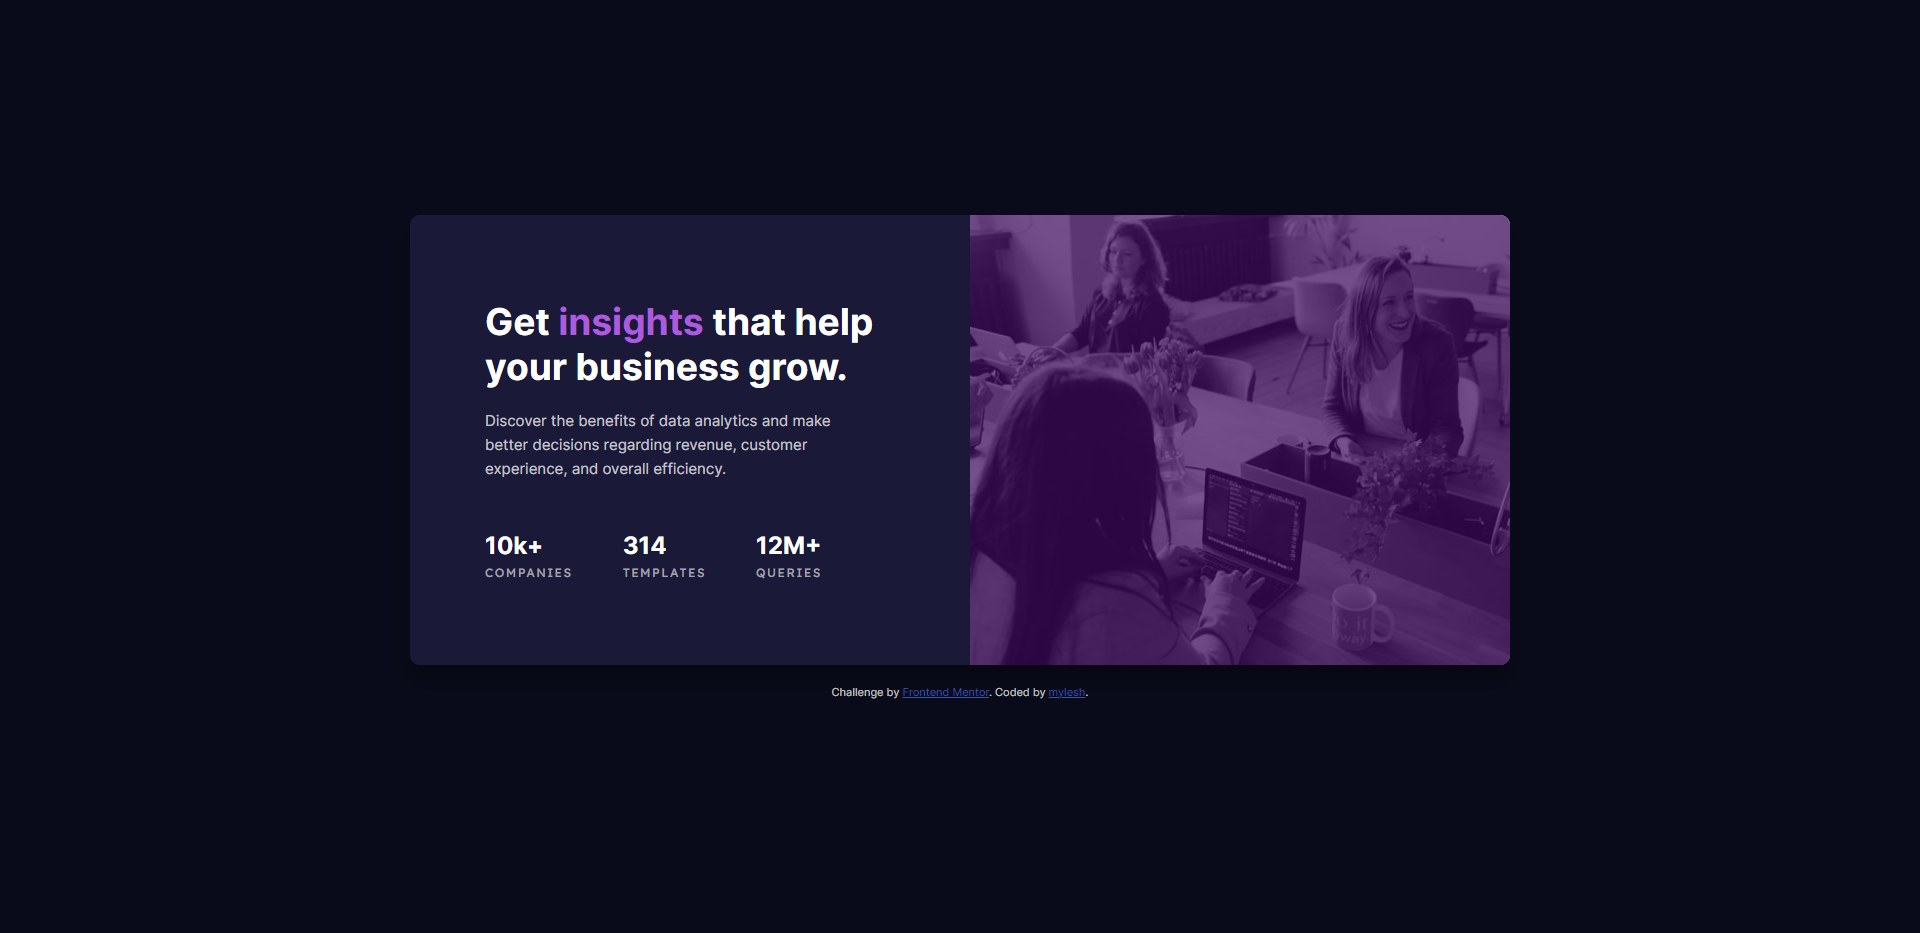 Get insights that help
your business grow.
Discover the benefits of data analytics and make
better decisions regarding revenue, customer
experience, and overall efficiency.
10k+ 314 12M+
COMPANIES TEMPLATES QUERIES
Challenge by Frontend Mentor. Coded by mylesh.